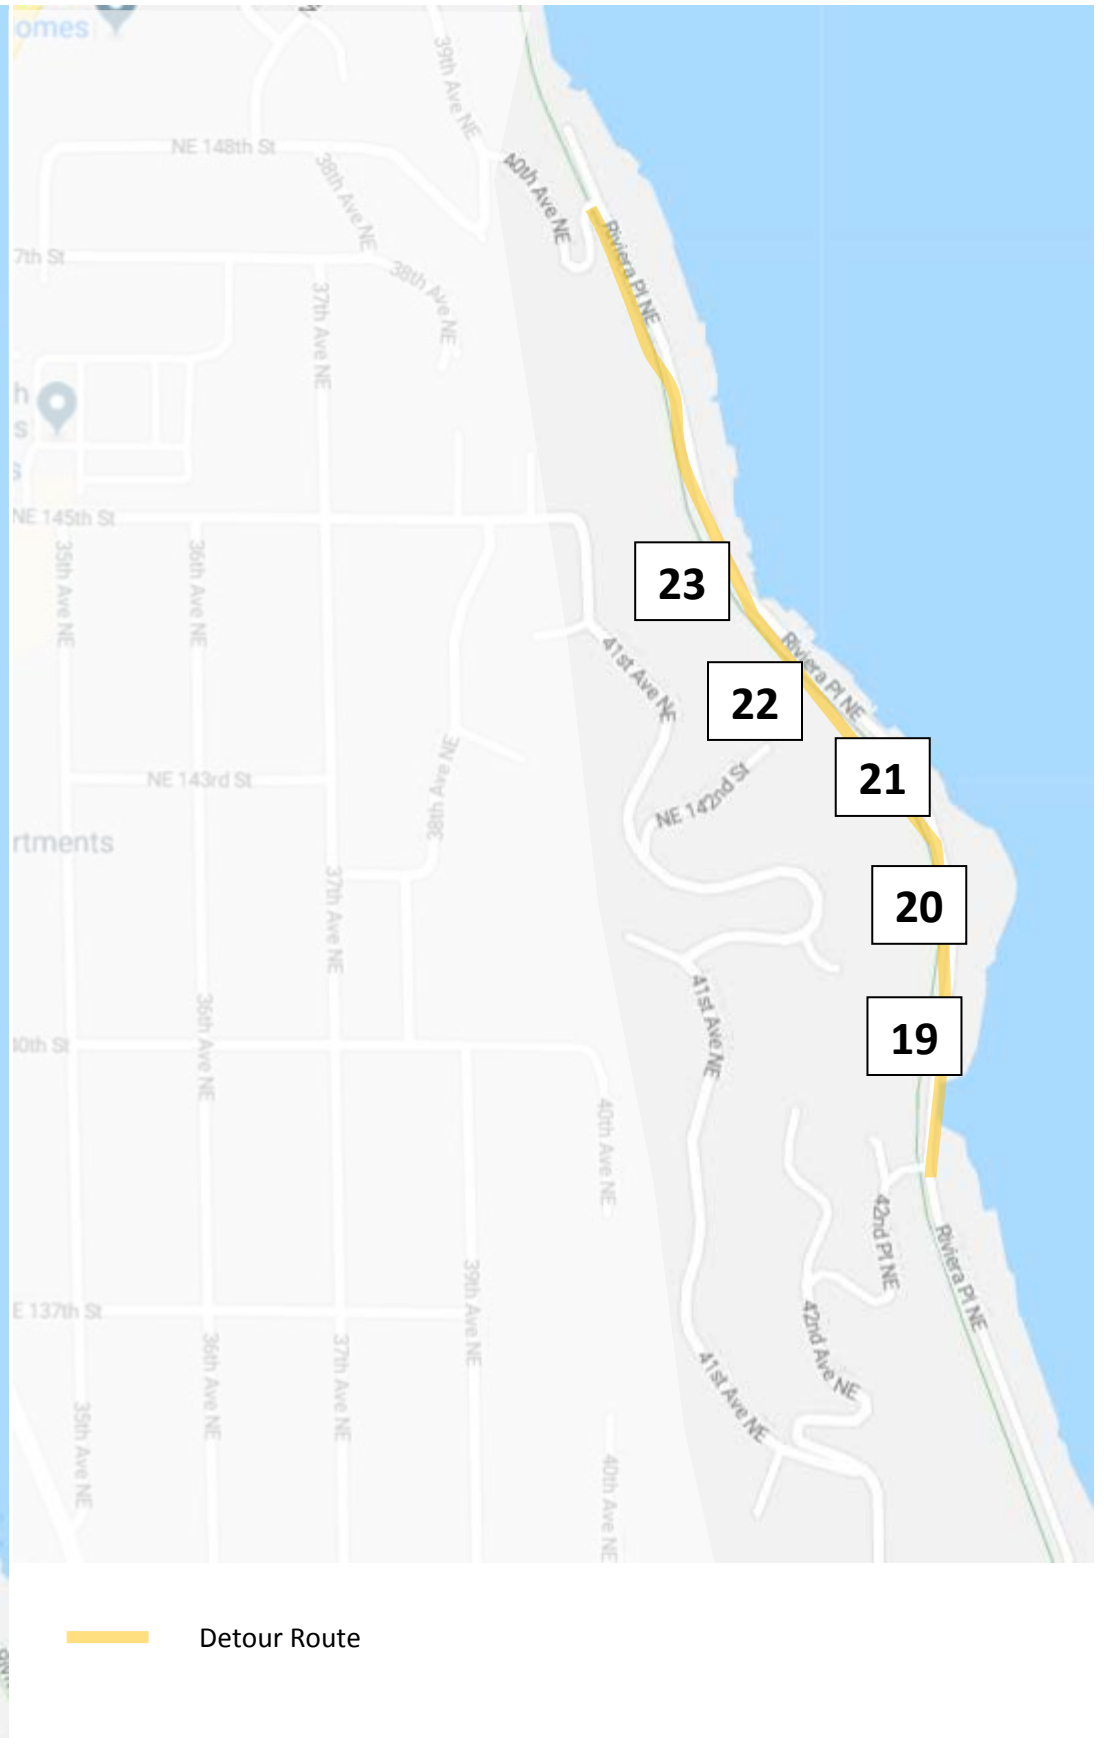 omes
39th Ave NE
NE 148th St
38th Ave NE
40th Ave NE
Riviera Pl NE
7th St
38th Ave NE
37th Ave NE
h
s
NE 145th St
35th Ave NE
36th Ave NE
23
41st Ave NE
Riviera Pl NE
22
NE 143rd St
38th Ave NE
NE 142nd St
21
rtments
37th Ave NE
20
41st Ave NE
36th Ave NE
19
40th St
40th Ave NE
42nd Pl NE
Riviera Pl NE
39th Ave NE
E 137th St
42nd Ave NE
36th Ave NE
37th Ave NE
41st Ave NE
35th Ave NE
40th Ave NE
Detour Route